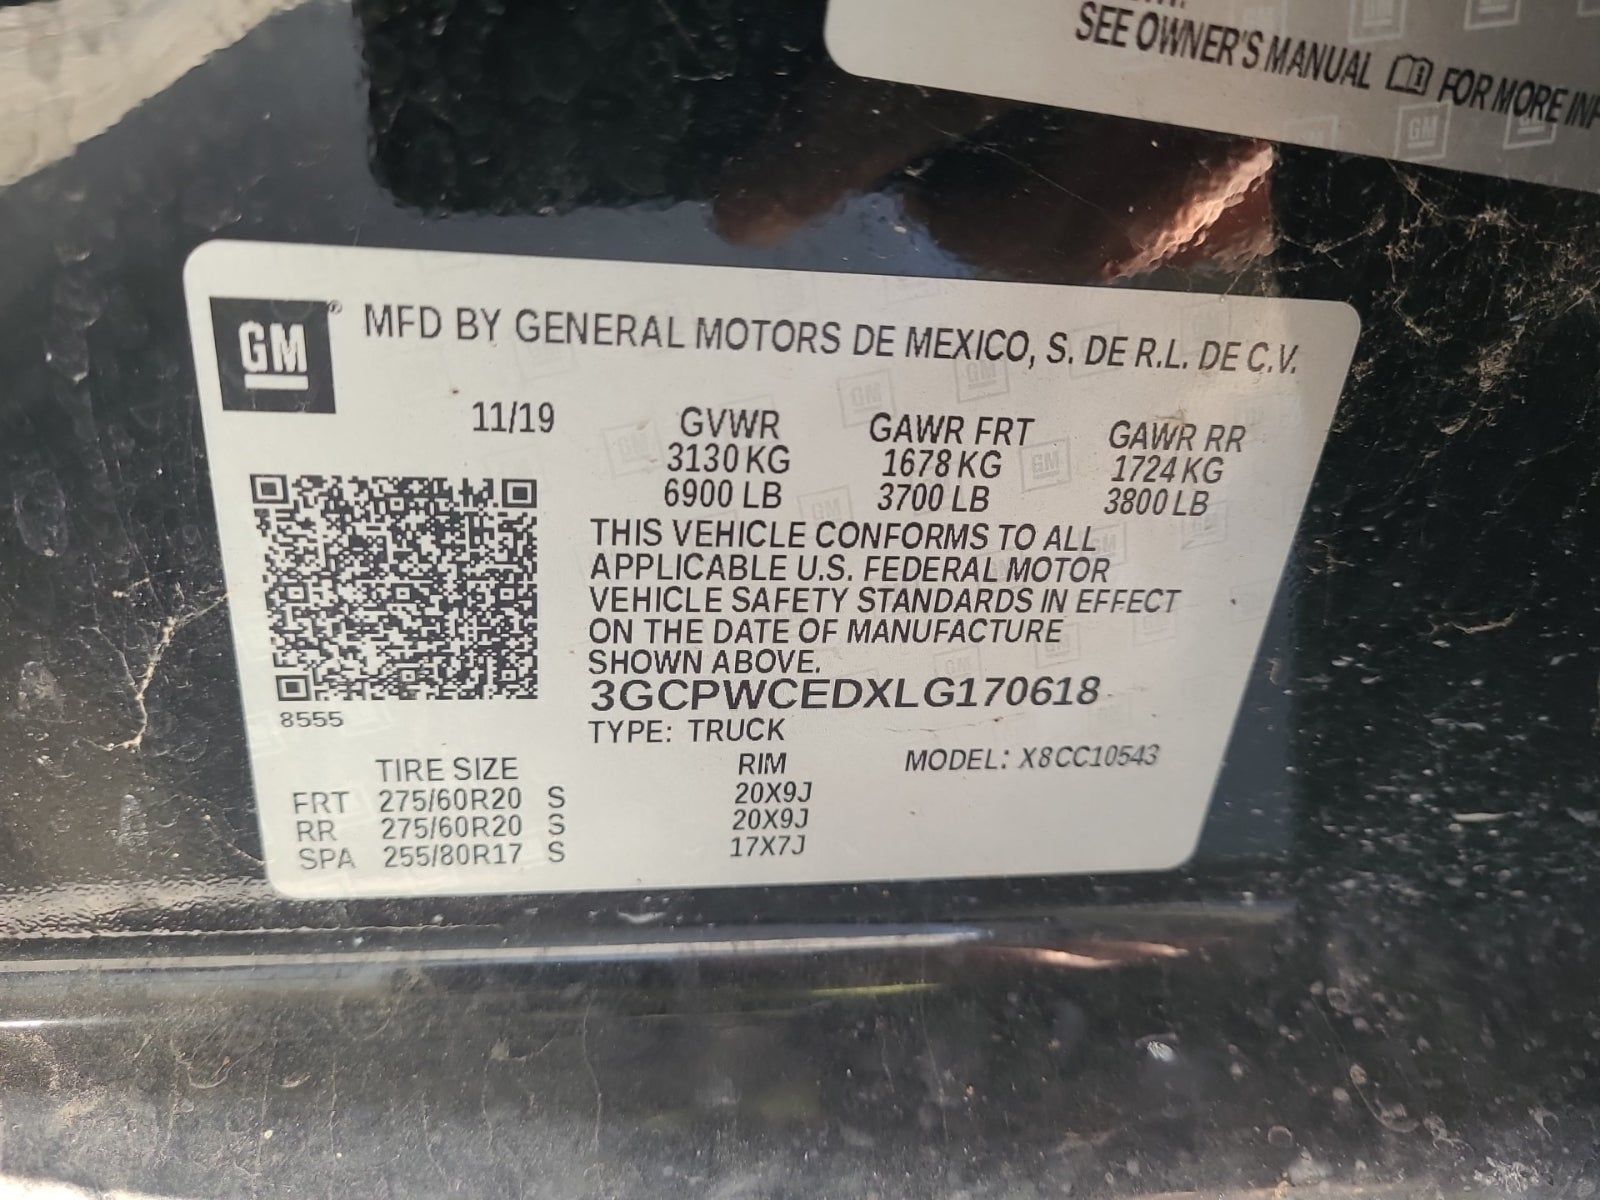 SEE OWNER'S MANUAL FOR MORE
GM® MFD BY GENERAL MOTORS DE MEXICO, S. DE R.L. DE C.V.
11/19 GVWR GAWR FRT GAWR RR
3130 KG 1678 KG 1724 KG
6900 LB 3700 LB 3800 LB
THIS VEHICLE CONFORMS TO ALL
APPLICABLE U.S. FEDERAL MOTOR
VEHICLE SAFETY STANDARDS IN EFFECT
ON THE DATE OF MANUFACTURE
SHOWN ABOVE.
3GCPWCEDXLG170618
8555
TYPE: TRUCK
TIRE SIZE RIM MODEL: X8CC10543
FRT 275/60R20 S 20X9J
RR 275/60R20 S 20X9J
SPA 255/80R17 S 17X7J